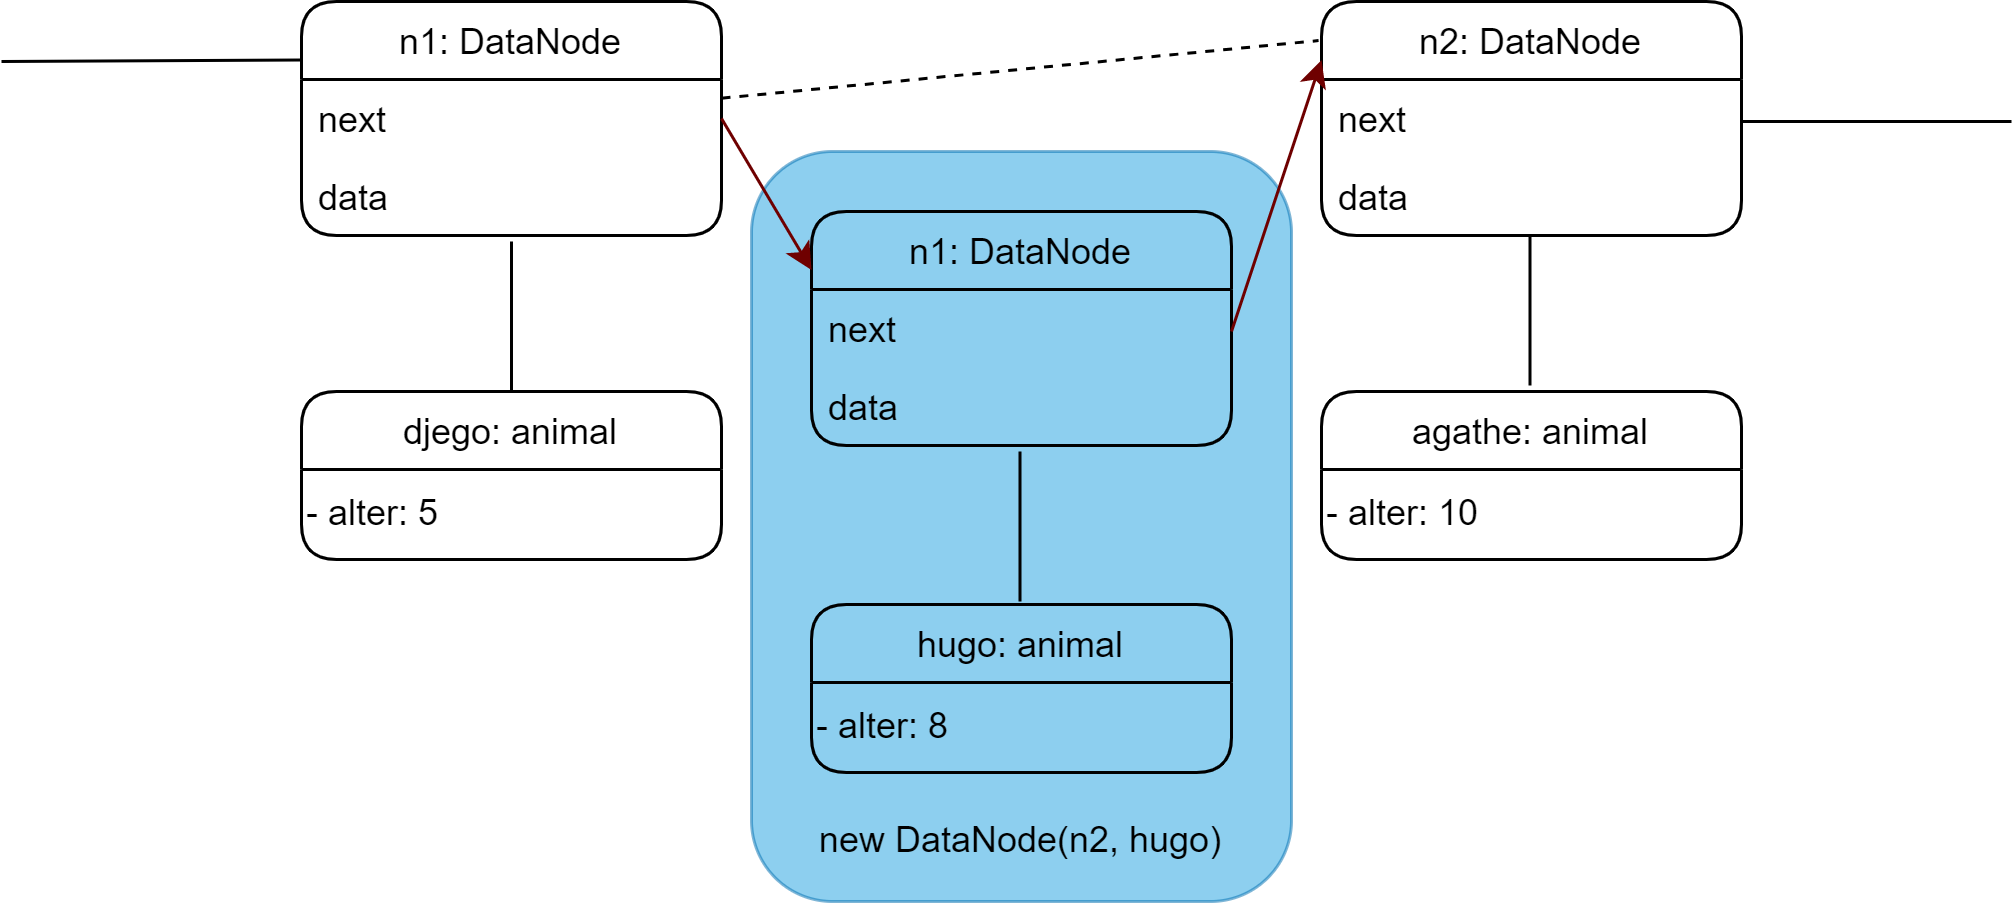 n1: DataNode
next
data
djego: animal
- alter: 5
n1: DataNode
next
data
hugo: animal
- alter: 8
new DataNode(n2, hugo)
n2: DataNode
next
data
agathe: animal
- alter: 10